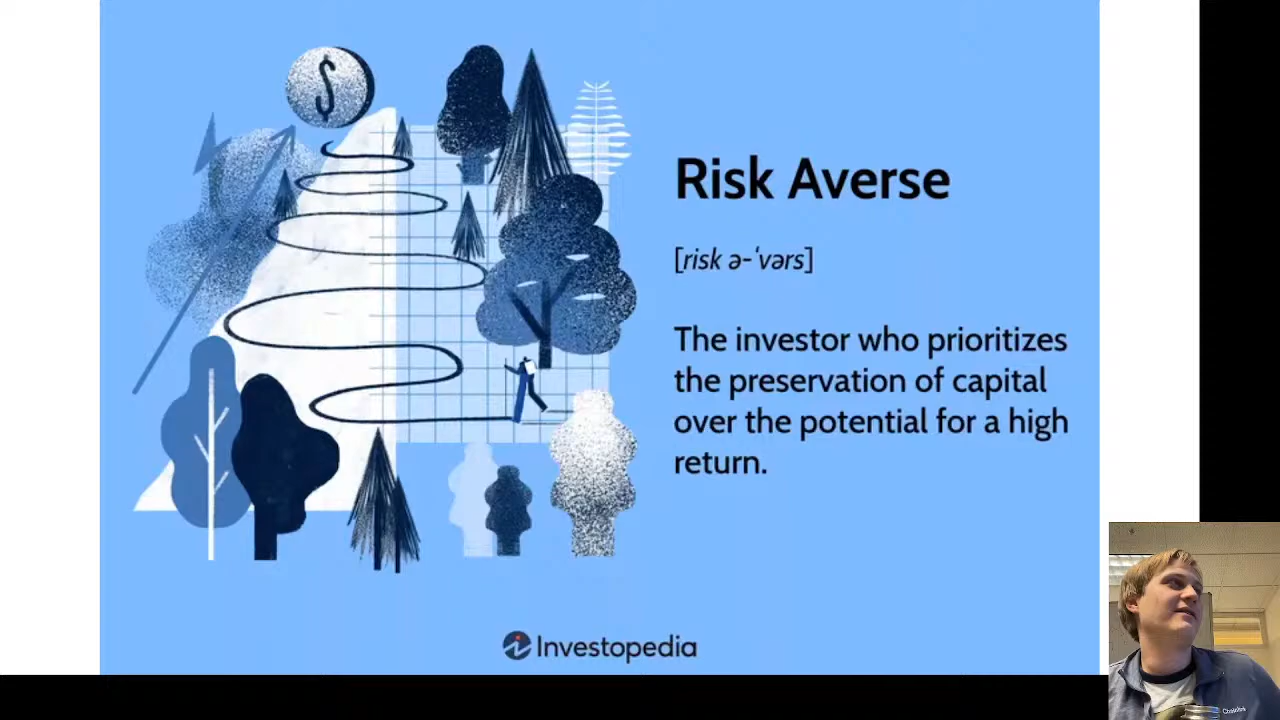 $
Risk Averse
[risk ə-ˈvərs]
The investor who prioritizes
the preservation of capital
over the potential for a high
return.
Investopedia